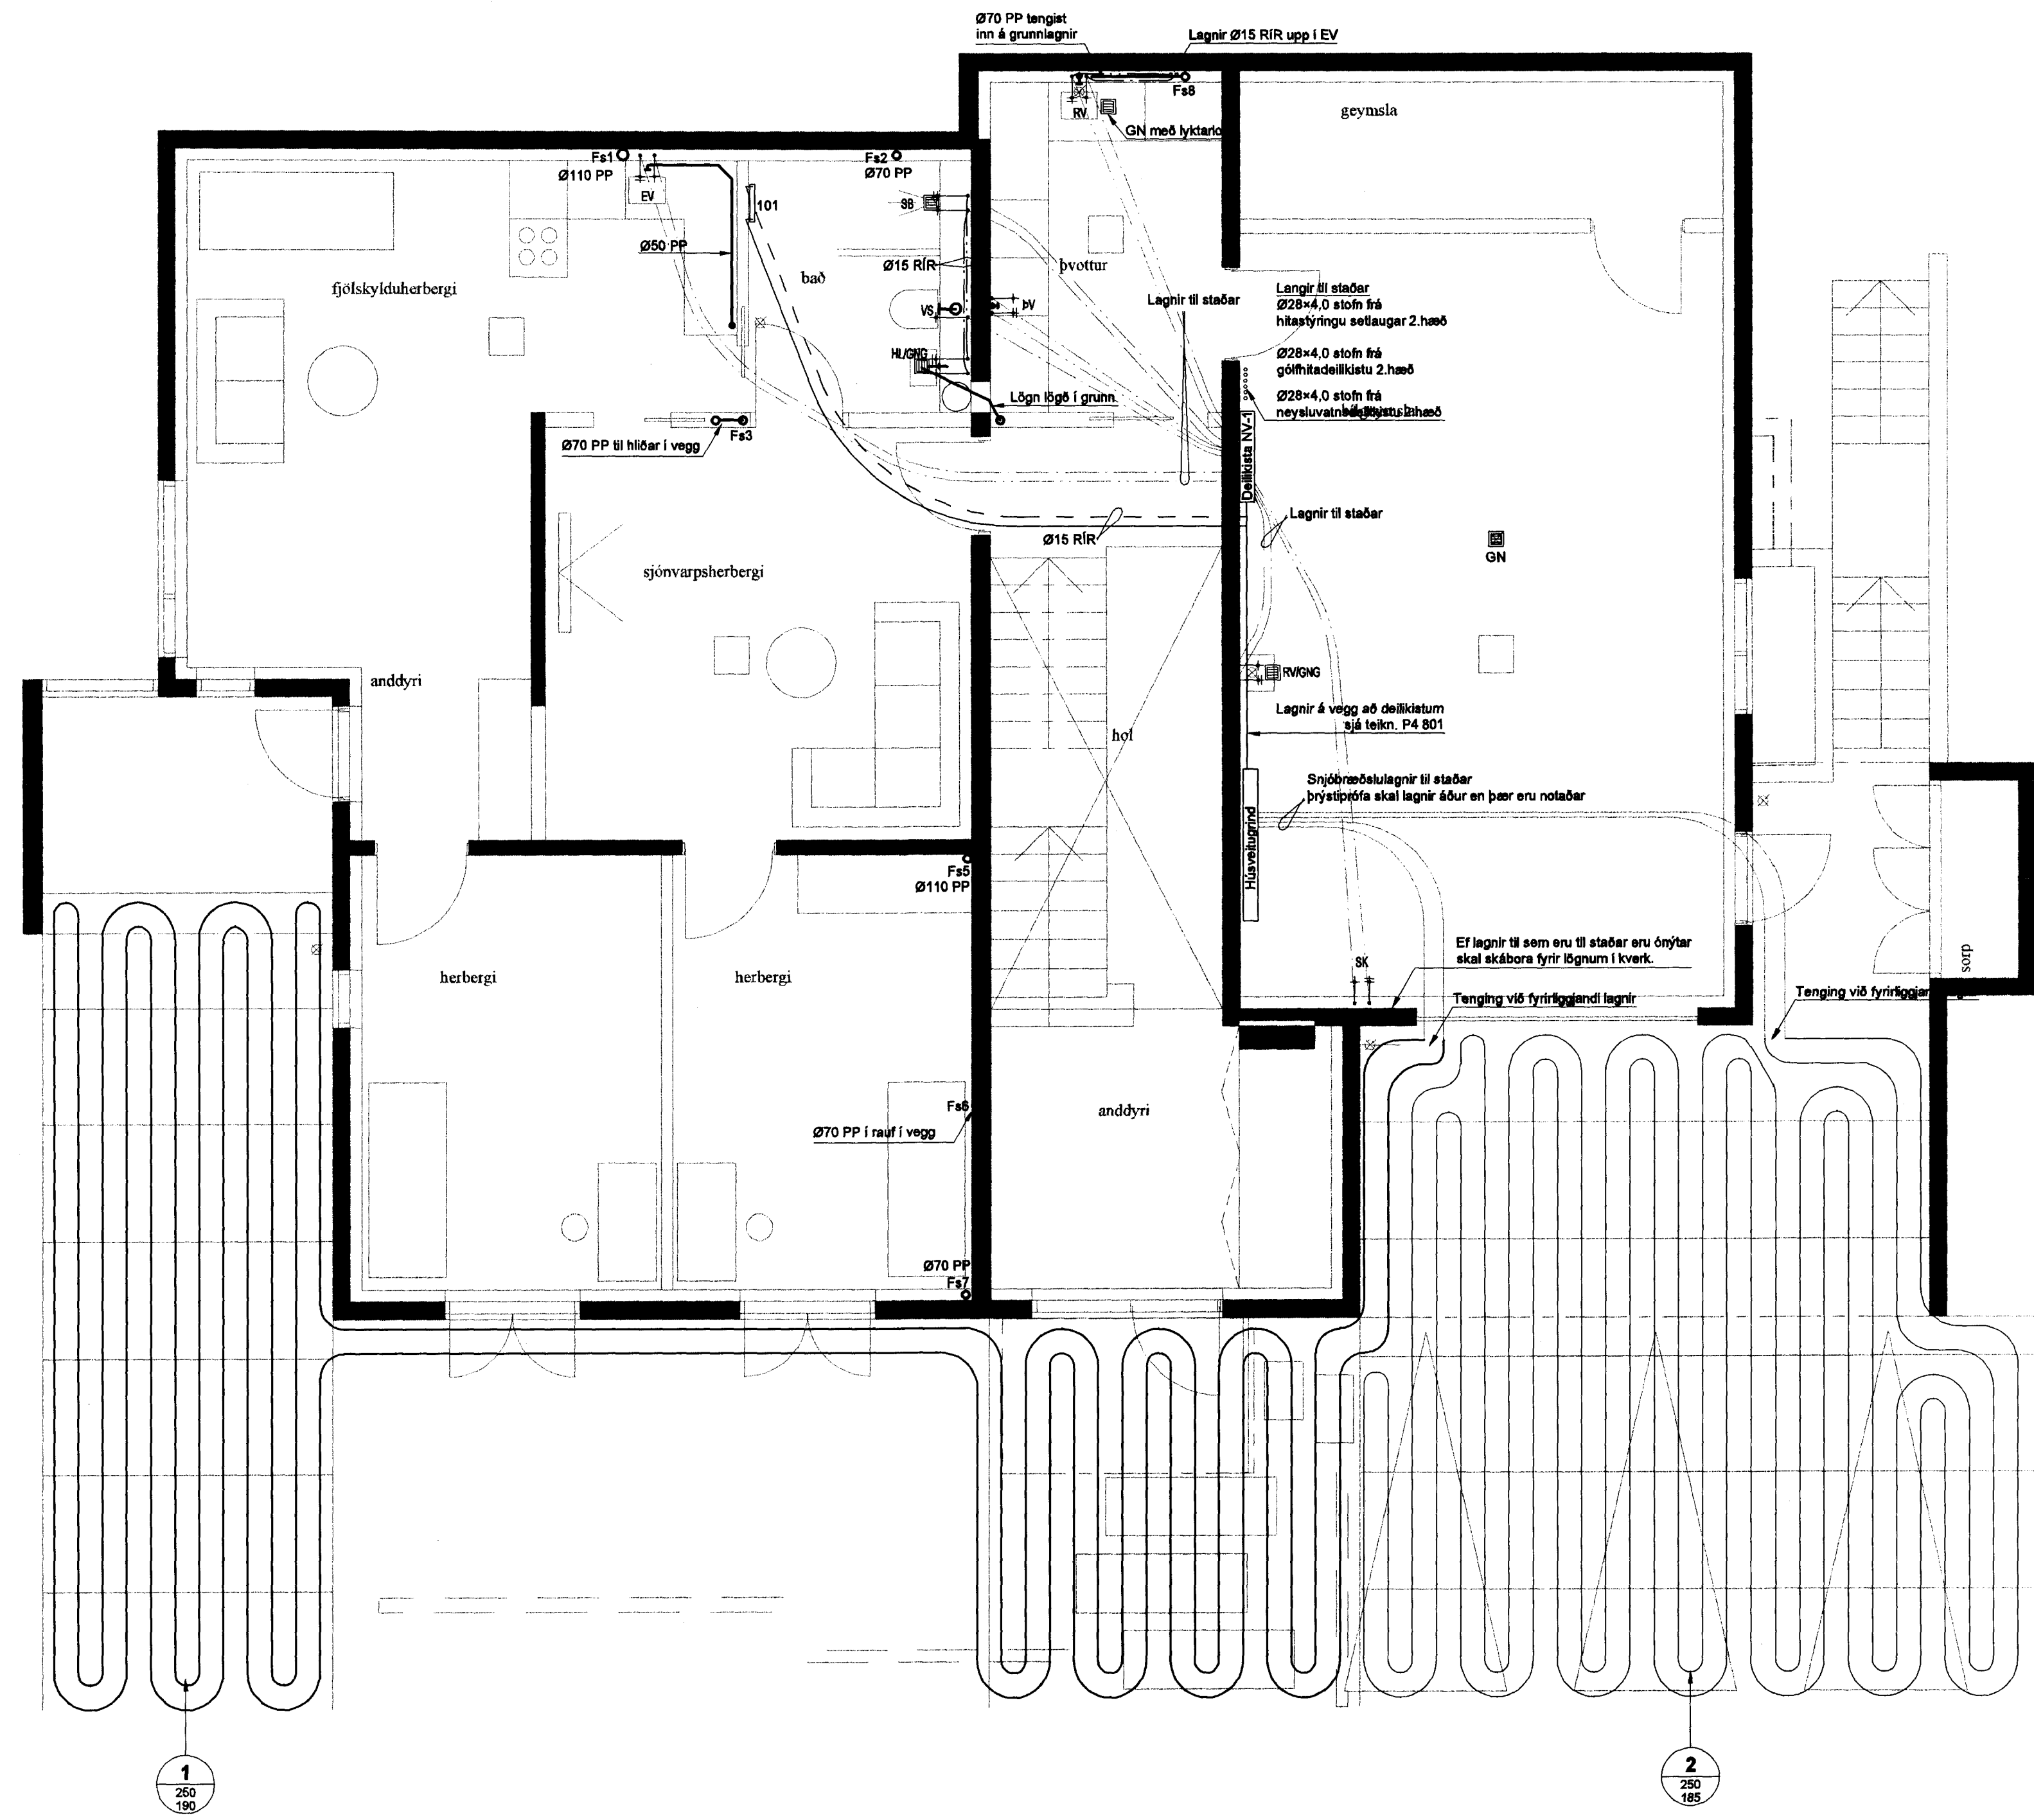 Ø70 PP tengist
inn á grunnlagnir
Lagnir Ø15 RÍR upp í EV
Fs8
RV
GN með lyktarlo
geymsla
Fs1
Ø110 PP
EV
Fs2
Ø70 PP
101
SB
Ø50 PP
bað
Ø15 RÍR
þvottur
fjölskylduherbergi
VS
ÞV
Lagnir til staðar
Langir til staðar
Ø28×4,0 stofn frá
hitastýringu setlaugar 2.hæð
Ø28×4,0 stofn frá
gólfhitadeilikistu 2.hæð
Ø28×4,0 stofn frá
2.hæð
HL/GNG
Lögn lögð í grunn
Fs3
Ø70 PP til hliðar í vegg
Deilikista NV-1
Lagnir til staðar
Ø15 RÍR
GN
sjónvarpsherbergi
anddyri
RV/GNG
Lagnir á vegg að deilikistum
sjá teikn. P4 801
hol
Snjóbræðslulagnir til staðar
þrýstiprófa skal lagnir áður en þær eru notaðar
Húsveitugrind
Fs5
Ø110 PP
Ef lagnir til sem eru til staðar eru ónýtar
skal skábora fyrir lögnum í kverk.
SK
sorp
herbergi
herbergi
Tenging við fyrirliggjandi lagnir
Tenging við
Fs6
anddyri
Ø70 PP í rauf í vegg
Ø70 PP
Fs7
1
250
190
2
250
185